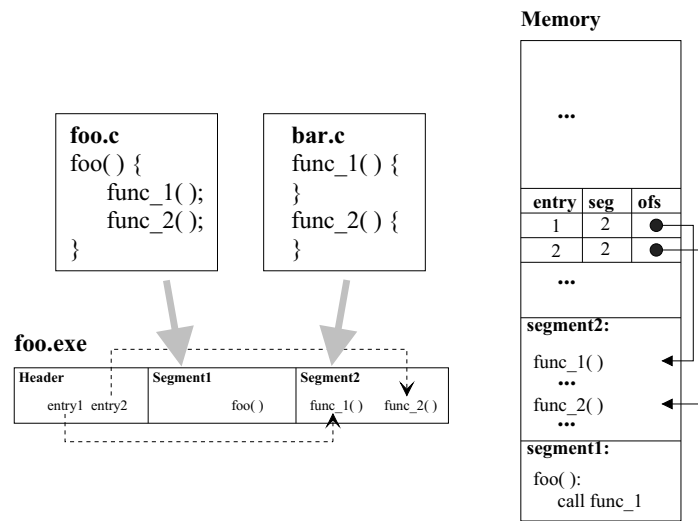 Memory
...
foo.c
foo( ) {
func_1( );
func_2( );
}
bar.c
func_1( ) {
}
func_2( ) {
}
entry seg ofs
1 2
2 2
...
foo.exe
Header Segment1 Segment2
entry1 entry2 foo( ) func_1( ) func_2( )
segment2:
func_1( )
...
func_2( )
...
segment1:
foo( ):
call func_1